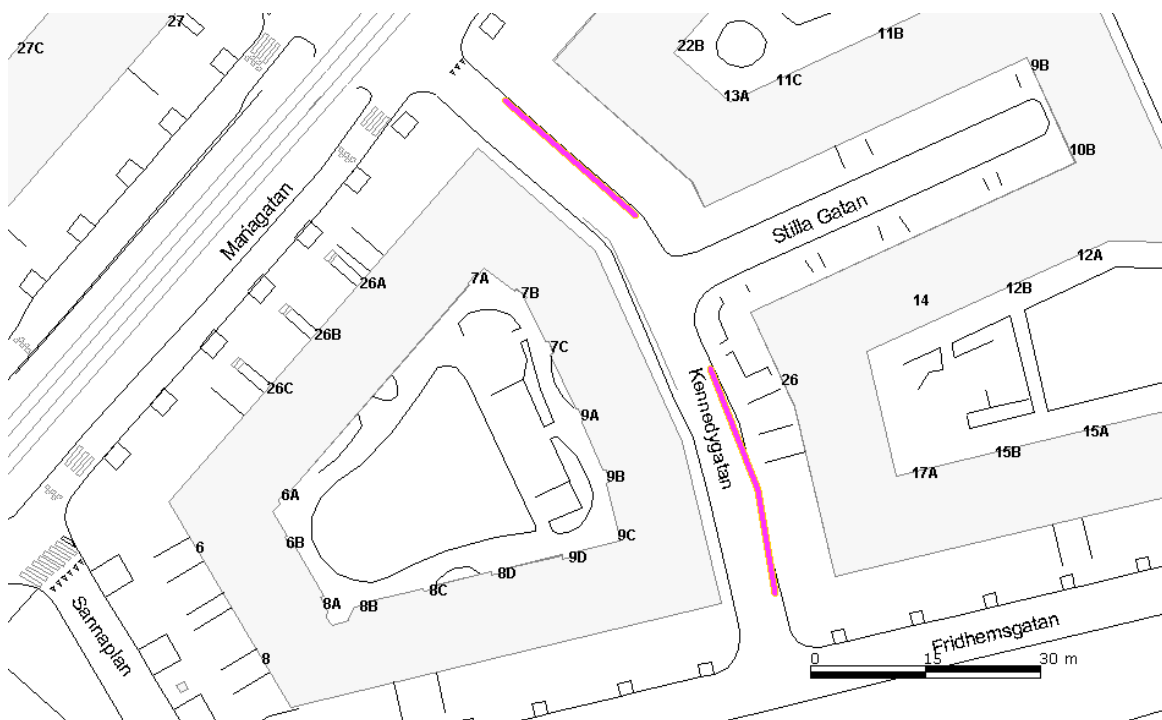 27
27C
11B
22B
11C
13A
9B
10B
Mariagatan
Stilla Gatan
12A
7A
26A
12B
7B
14
26B
7C
26C
26
Kennedygatan
9A
15A
15B
9B
17A
6A
6B
6
9C
9D
8D
8C
8A
8B
Sannaplan
Fridhemsgatan
8
0 15 30 m